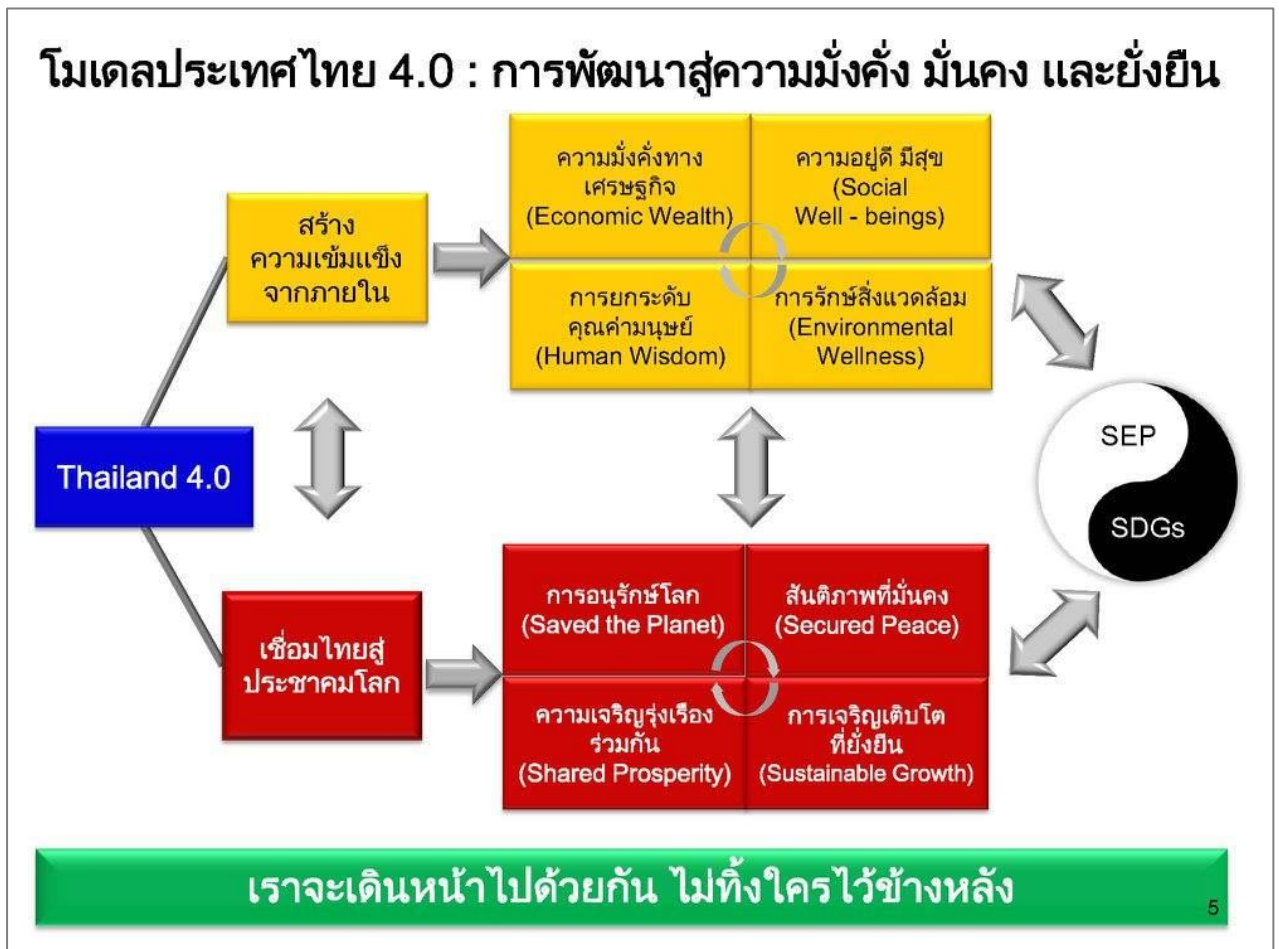 โมเดลประเทศไทย 4.0 : การพัฒนาสู่ความมั่งคั่ง มั่นคง และยั่งยืน
สร้าง
ความเข้มแข็ง
จากภายใน
ความมั่งคั่งทาง
เศรษฐกิจ
(Economic Wealth)
ความอยู่ดี มีสุข
(Social
Well - beings)
การยกระดับ
คุณค่ามนุษย์
(Human Wisdom)
การรักษ์สิ่งแวดล้อม
(Environmental
Wellness)
Thailand 4.0
SEP
SDGs
เชื่อมไทยสู่
ประชาคมโลก
การอนุรักษ์โลก
(Saved the Planet)
สันติภาพที่มั่นคง
(Secured Peace)
ความเจริญรุ่งเรือง
ร่วมกัน
(Shared Prosperity)
การเจริญเติบโต
ที่ยั่งยืน
(Sustainable Growth)
เราจะเดินหน้าไปด้วยกัน ไม่ทิ้งใครไว้ข้างหลัง
5